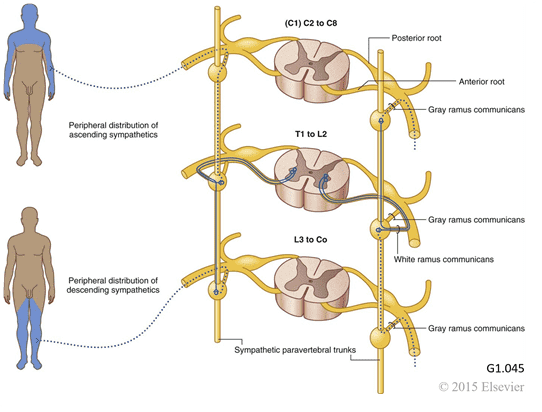 (C1) C2 to C8
Posterior root
Anterior root
Gray ramus communicans
Peripheral distribution of
ascending sympathetics
T1 to L2
Gray ramus communicans
White ramus communicans
L3 to Co
Peripheral distribution of
descending sympathetics
Gray ramus communicans
Sympathetic paravertebral trunks
G1.045
© 2015 Elsevier